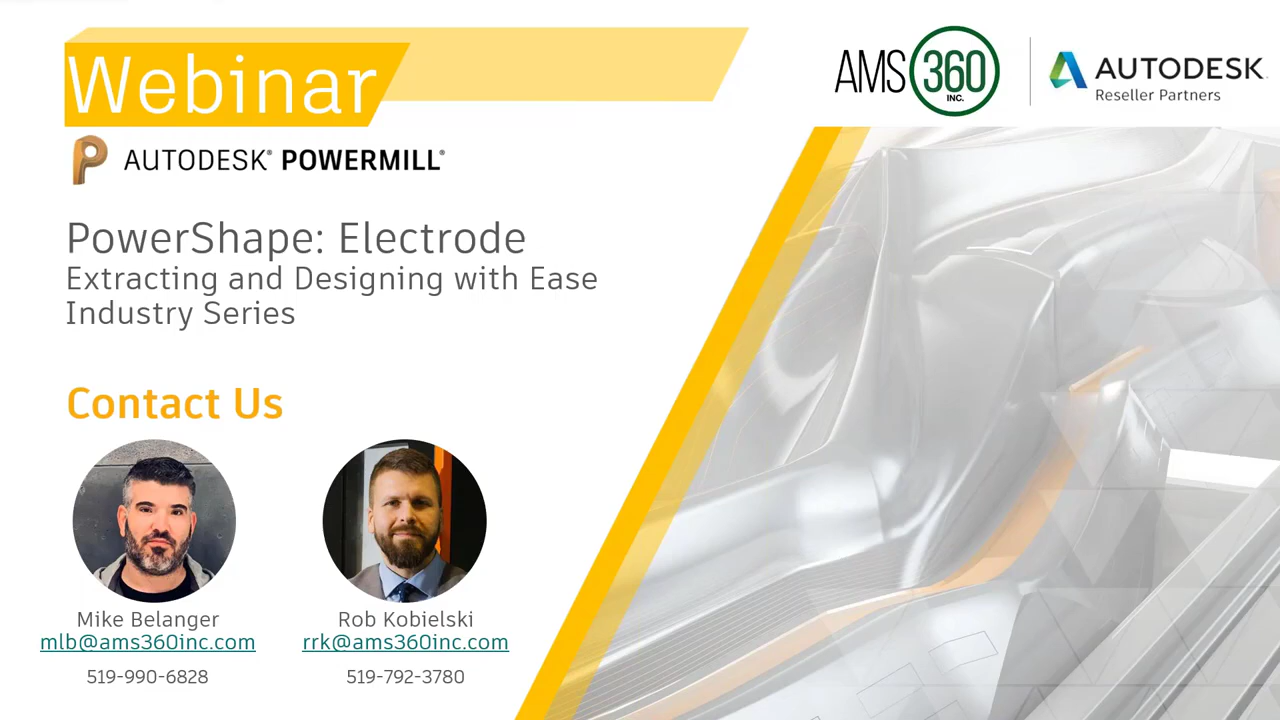 Webinar
AMS 360 INC.
AUTODESK
Reseller Partners
AUTODESK® POWERMILL®
PowerShape: Electrode
Extracting and Designing with Ease
Industry Series
Contact Us
Mike Belanger
mlb@ams360inc.com
519-990-6828
Rob Kobielski
rrk@ams360inc.com
519-792-3780